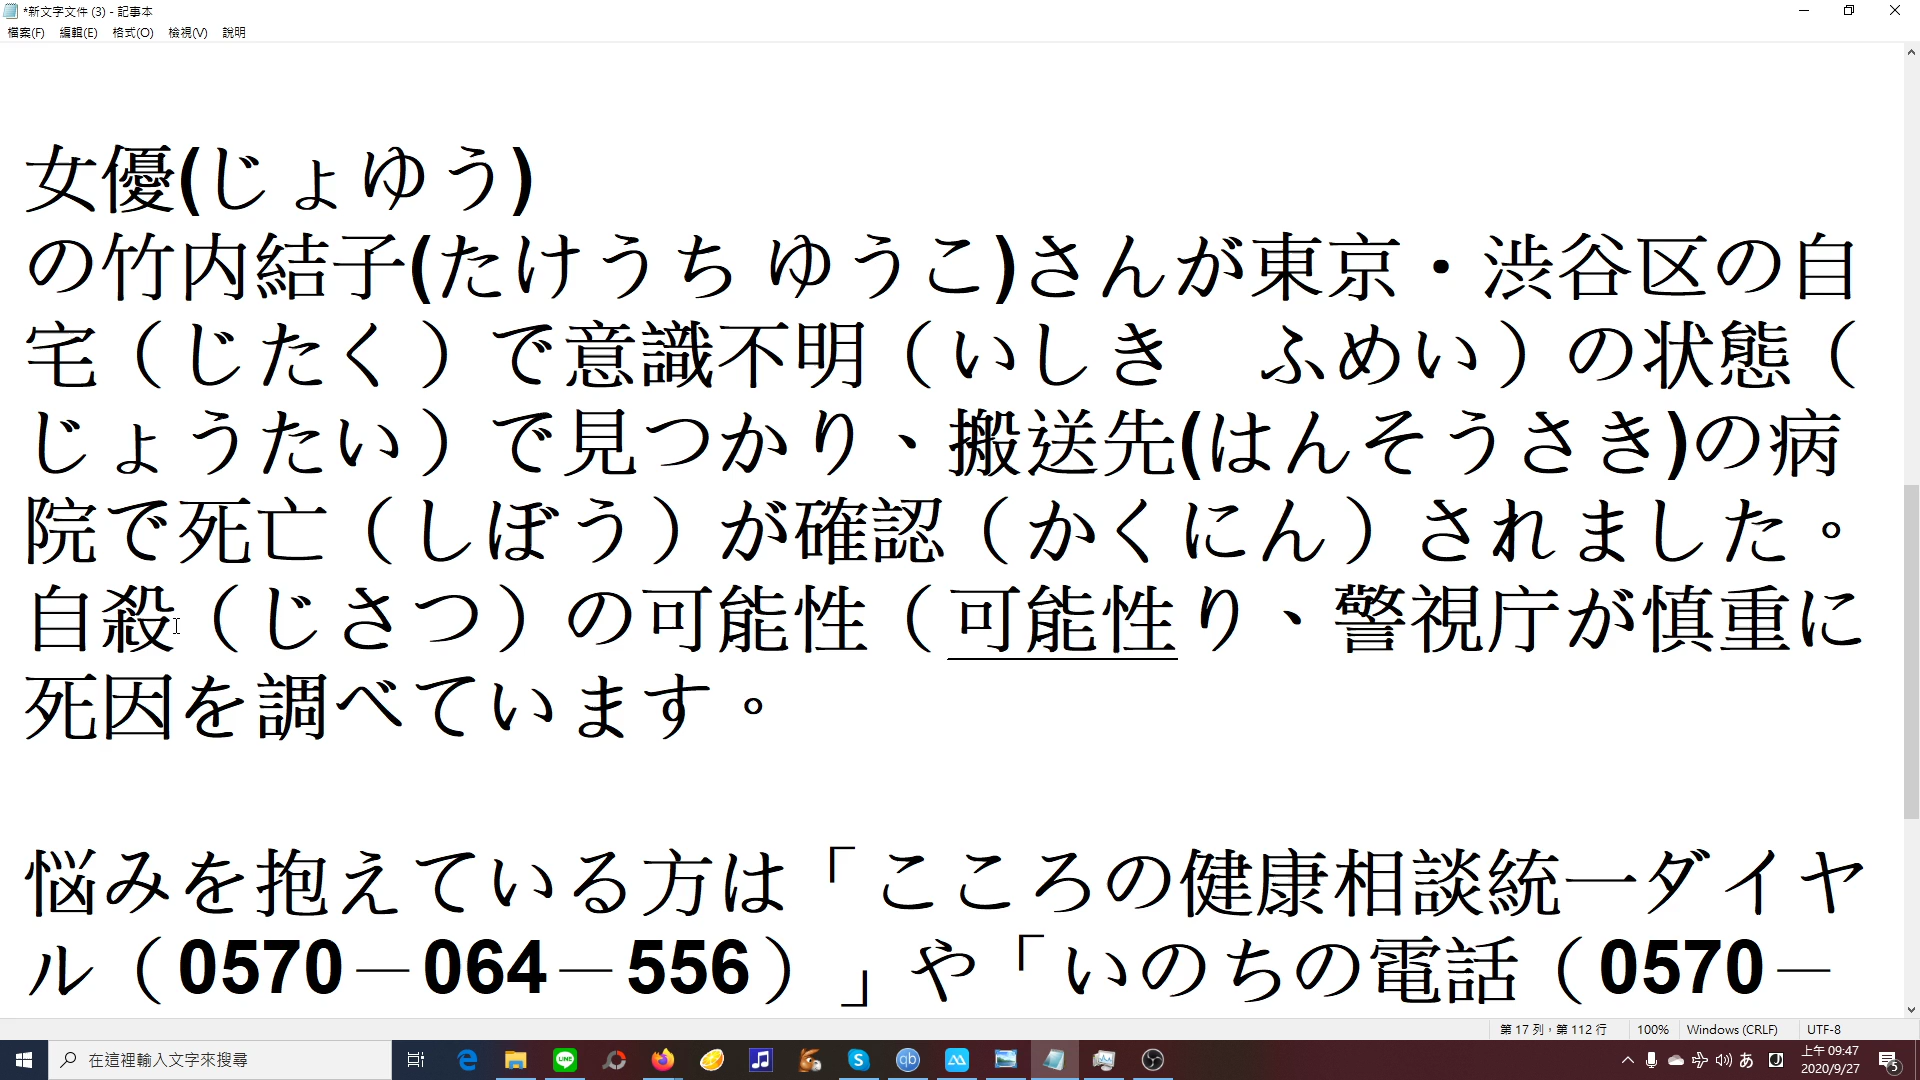 *新文字文件 (3) - 記事本
檔案(F) 編輯(E) 格式(O) 檢視(V) 說明
女優(じょゆう)
の竹内結子(たけうち ゆうこ)さんが東京・渋谷区の自
宅（じたく）で意識不明（いしき　ふめい）の状態（
じょうたい）で見つかり、搬送先(はんそうさき)の病
院で死亡（しぼう）が確認（かくにん）されました。
自殺（じさつ）の可能性（可能性り、警視庁が慎重に
死因を調べています。
悩みを抱えている方は「こころの健康相談統一ダイヤ
ル（0570－064－556）」や「いのちの電話（0570－
第 17 列，第 112 行 100% Windows (CRLF) UTF-8
在這裡輸入文字來搜尋
LINE
qb
あ
上午 09:47
2020/9/27
5